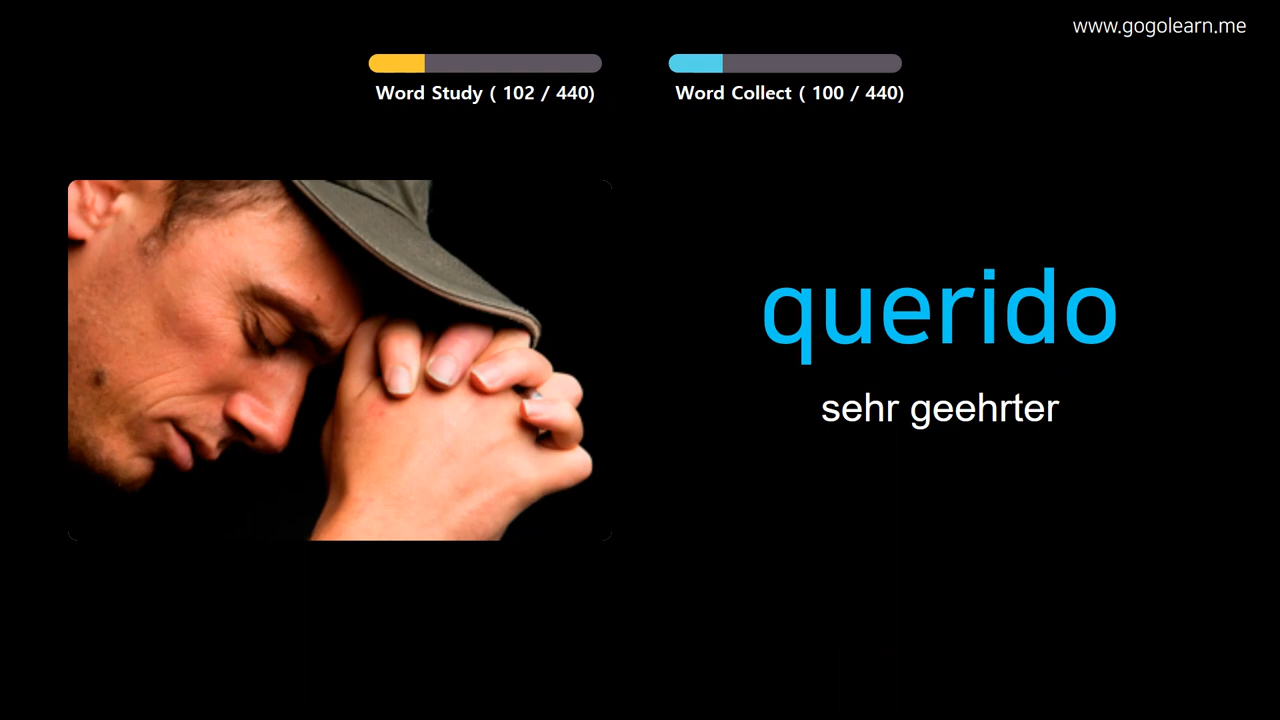 www.gogolearn.me
Word Study ( 102 / 440)
Word Collect ( 100 / 440)
querido
sehr geehrter